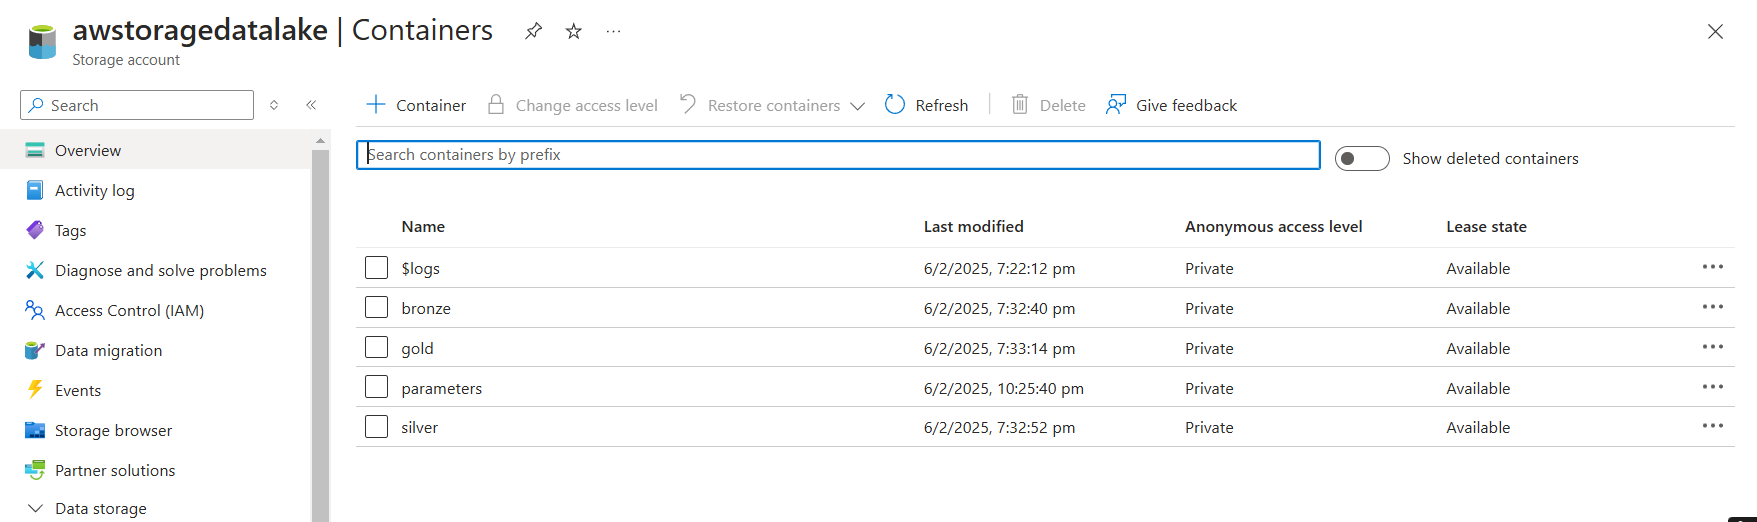 awstoragedatalake | Containers
Storage account
Search
Container
Change access level
Restore containers
Refresh
Delete
Give feedback
Search containers by prefix
Show deleted containers
Overview
Activity log
Tags
Diagnose and solve problems
Access Control (IAM)
Data migration
Events
Storage browser
Partner solutions
Data storage
Name Last modified Anonymous access level Lease state
$logs 6/2/2025, 7:22:12 pm Private Available
bronze 6/2/2025, 7:32:40 pm Private Available
gold 6/2/2025, 7:33:14 pm Private Available
parameters 6/2/2025, 10:25:40 pm Private Available
silver 6/2/2025, 7:32:52 pm Private Available